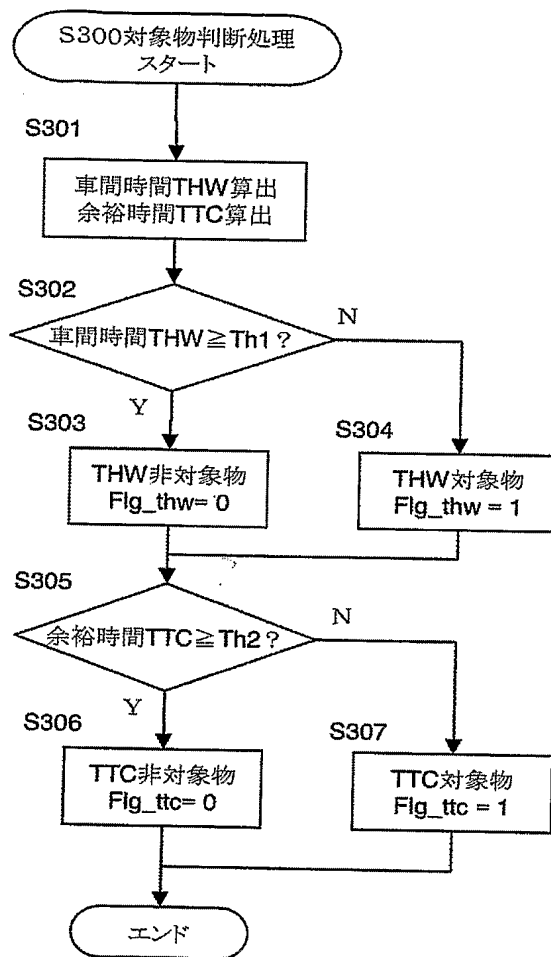 S300対象物判断処理
スタート
S301
車間時間THW算出
余裕時間TTC算出
S302
車間時間THW≧Th1?
N
Y
S303
THW非対象物
Flg_thw= 0
S304
THW対象物
Flg_thw = 1
S305
余裕時間TTC≧Th2?
N
Y
S306
TTC非対象物
Flg_ttc= 0
S307
TTC対象物
Flg_ttc = 1
エンド